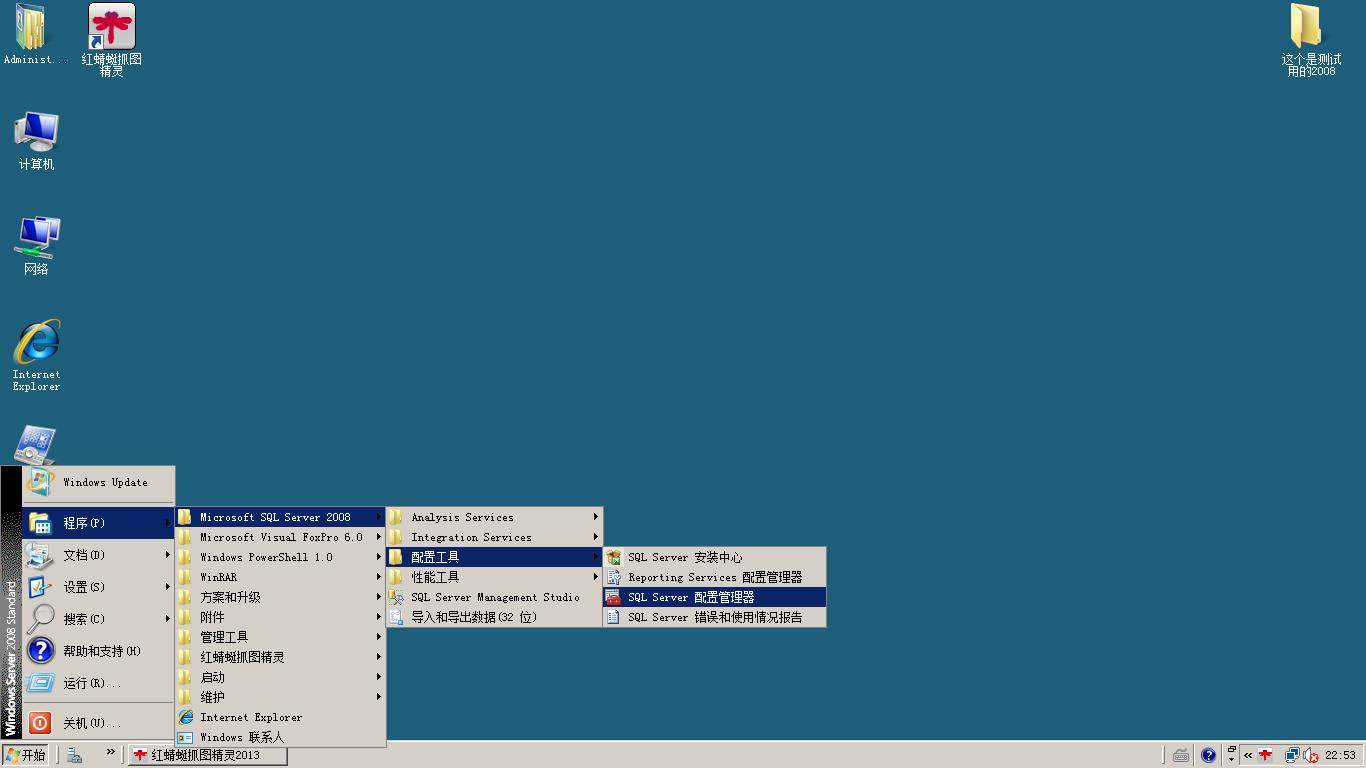 Administ...
红蜻蜓抓图
精灵
这个是测试
用的2008
计算机
网络
Internet
Explorer
Windows Server 2008 Standard
Windows Update
程序(P)
文档(D)
设置(S)
搜索(C)
帮助和支持(H)
运行(R)...
关机(U)...
Microsoft SQL Server 2008
Microsoft Visual FoxPro 6.0
Windows PowerShell 1.0
WinRAR
方案和升级
附件
管理工具
红蜻蜓抓图精灵
启动
维护
Internet Explorer
Windows 联系人
Analysis Services
Integration Services
配置工具
性能工具
SQL Server Management Studio
导入和导出数据(32 位)
SQL Server 安装中心
Reporting Services 配置管理器
SQL Server 配置管理器
SQL Server 错误和使用情况报告
开始
红蜻蜓抓图精灵2013
22:53